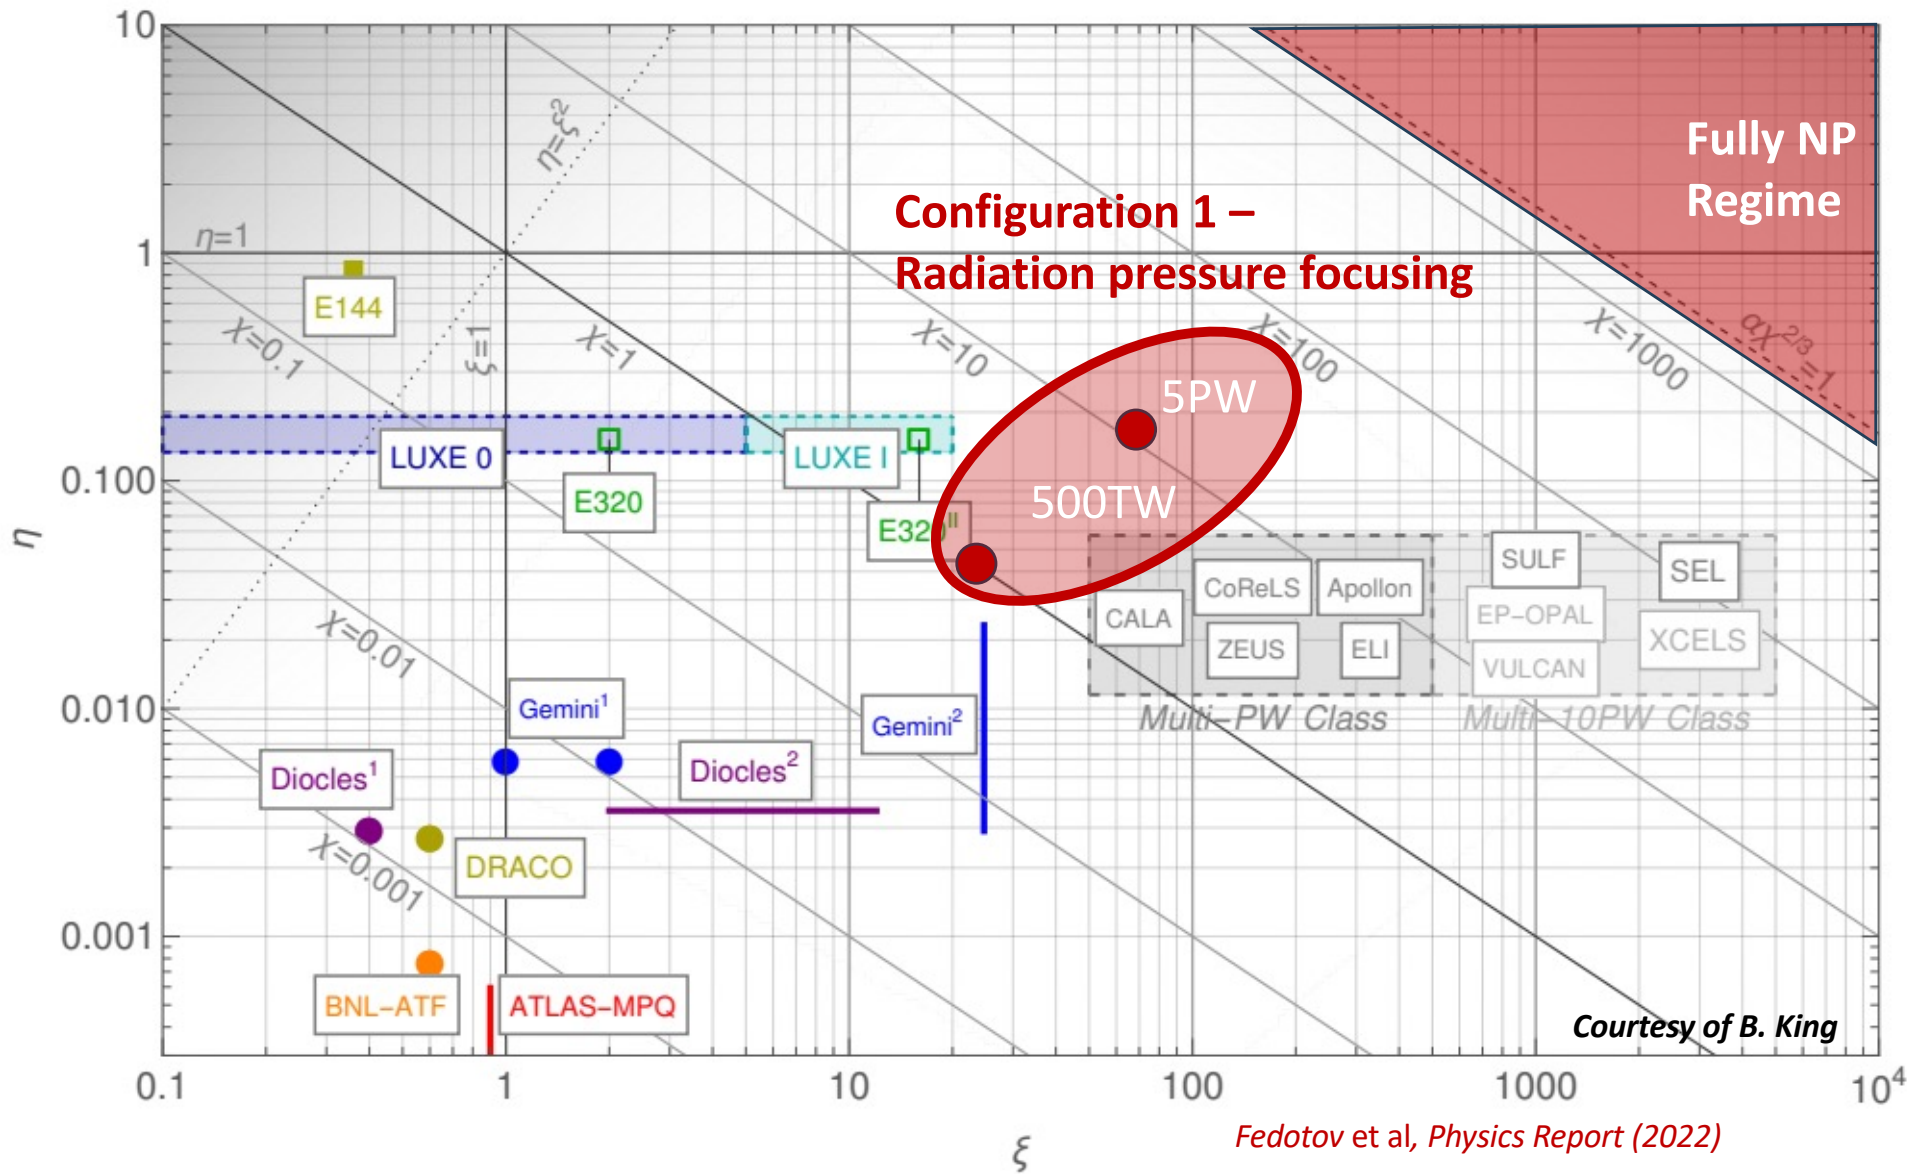 10
1
0.100
0.010
0.001
η
0.1
1
10
100
1000
10⁴
ξ
η=ξ²
η=1
ξ=1
χ=0.1
χ=1
χ=10
χ=100
χ=1000
αχ^2/3=1
χ=0.01
χ=0.001
Fully NP
Regime
Configuration 1 –
Radiation pressure focusing
E144
5PW
500TW
LUXE 0
E320
LUXE I
E320ᴵᴵ
CALA
CoReLS
Apollon
ZEUS
ELI
Multi-PW Class
SULF
SEL
EP-OPAL
XCELS
VULCAN
Multi-10PW Class
Gemini¹
Gemini²
Diocles¹
Diocles²
DRACO
BNL-ATF
ATLAS-MPQ
Courtesy of B. King
Fedotov et al, Physics Report (2022)